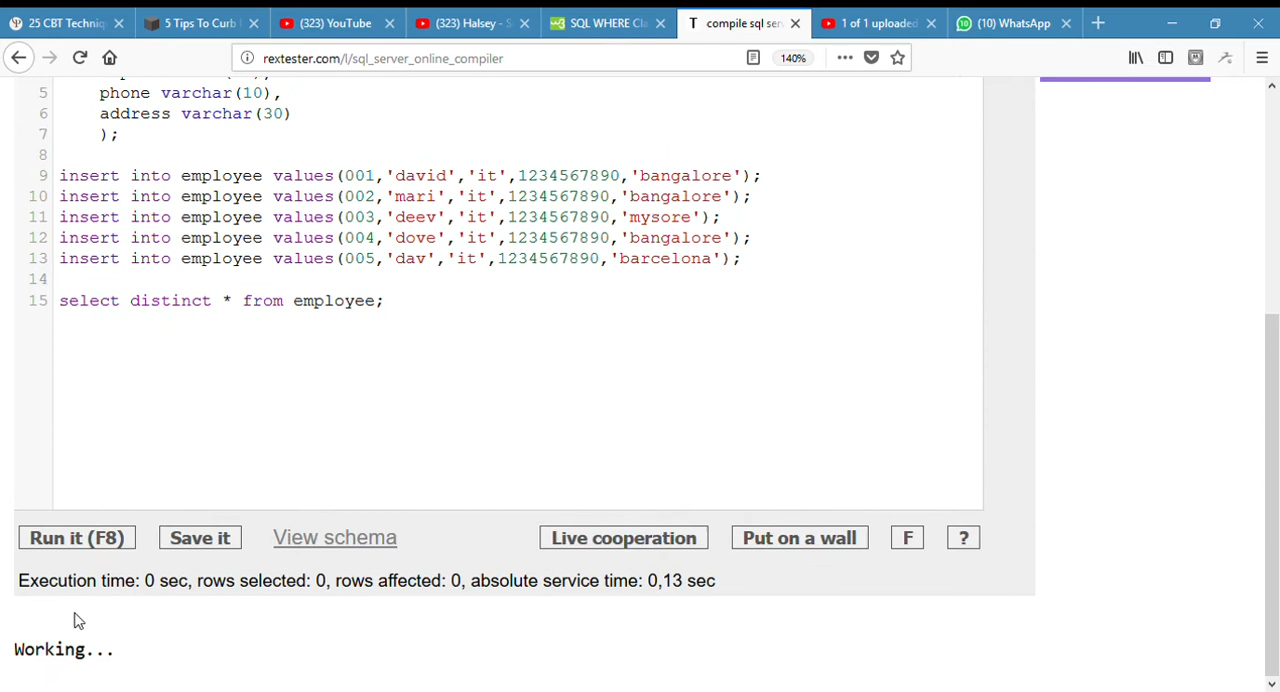 25 CBT Techniq
5 Tips To Curb
(323) YouTube
(323) Halsey - S
SQL WHERE Cla
T compile sql ser
1 of 1 uploaded
(10) WhatsApp
rextester.com/l/sql_server_online_compiler
140%
5 phone varchar(10),
6 address varchar(30)
7 );
8
9 insert into employee values(001,'david','it',1234567890,'bangalore');
10 insert into employee values(002,'mari','it',1234567890,'bangalore');
11 insert into employee values(003,'deev','it',1234567890,'mysore');
12 insert into employee values(004,'dove','it',1234567890,'bangalore');
13 insert into employee values(005,'dav','it',1234567890,'barcelona');
14
15 select distinct * from employee;
Run it (F8) Save it View schema Live cooperation Put on a wall F ?
Execution time: 0 sec, rows selected: 0, rows affected: 0, absolute service time: 0,13 sec
Working...